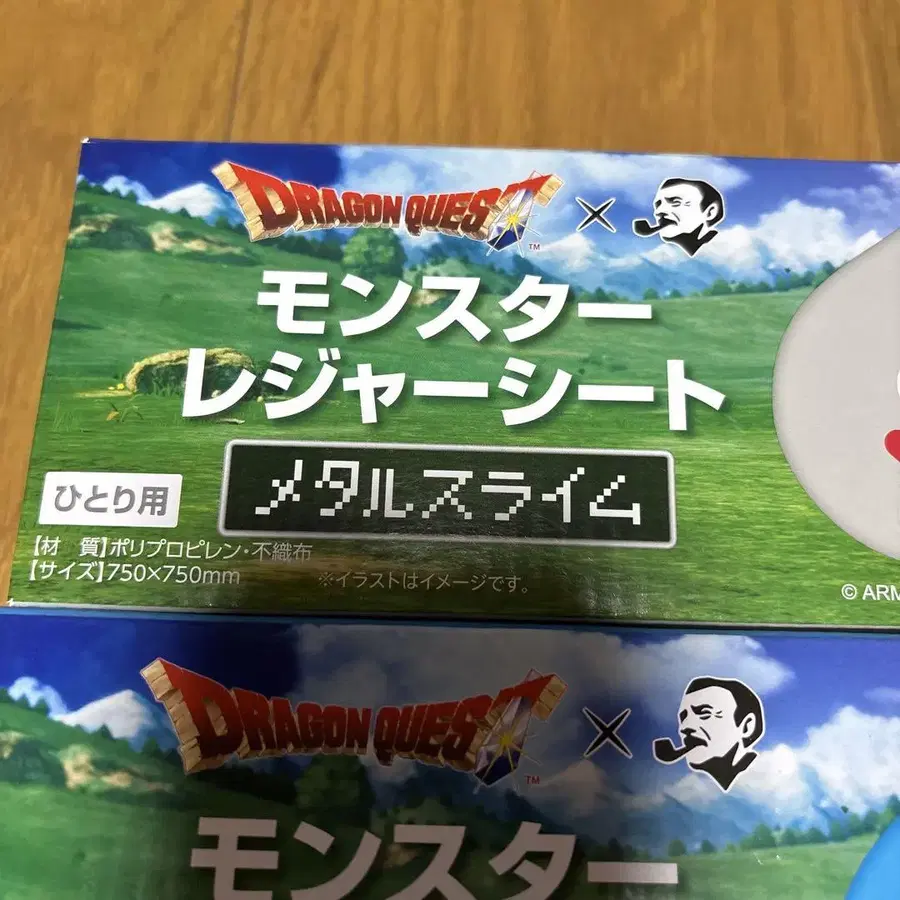 DRAGON QUEST TM ×
モンスター
レジャーシート
メタルスライム
ひとり用
【材 質】ポリプロピレン・不織布
【サイズ】750×750mm
※イラストはイメージです。
© ARM
DRAGON QUEST TM ×
モンスター